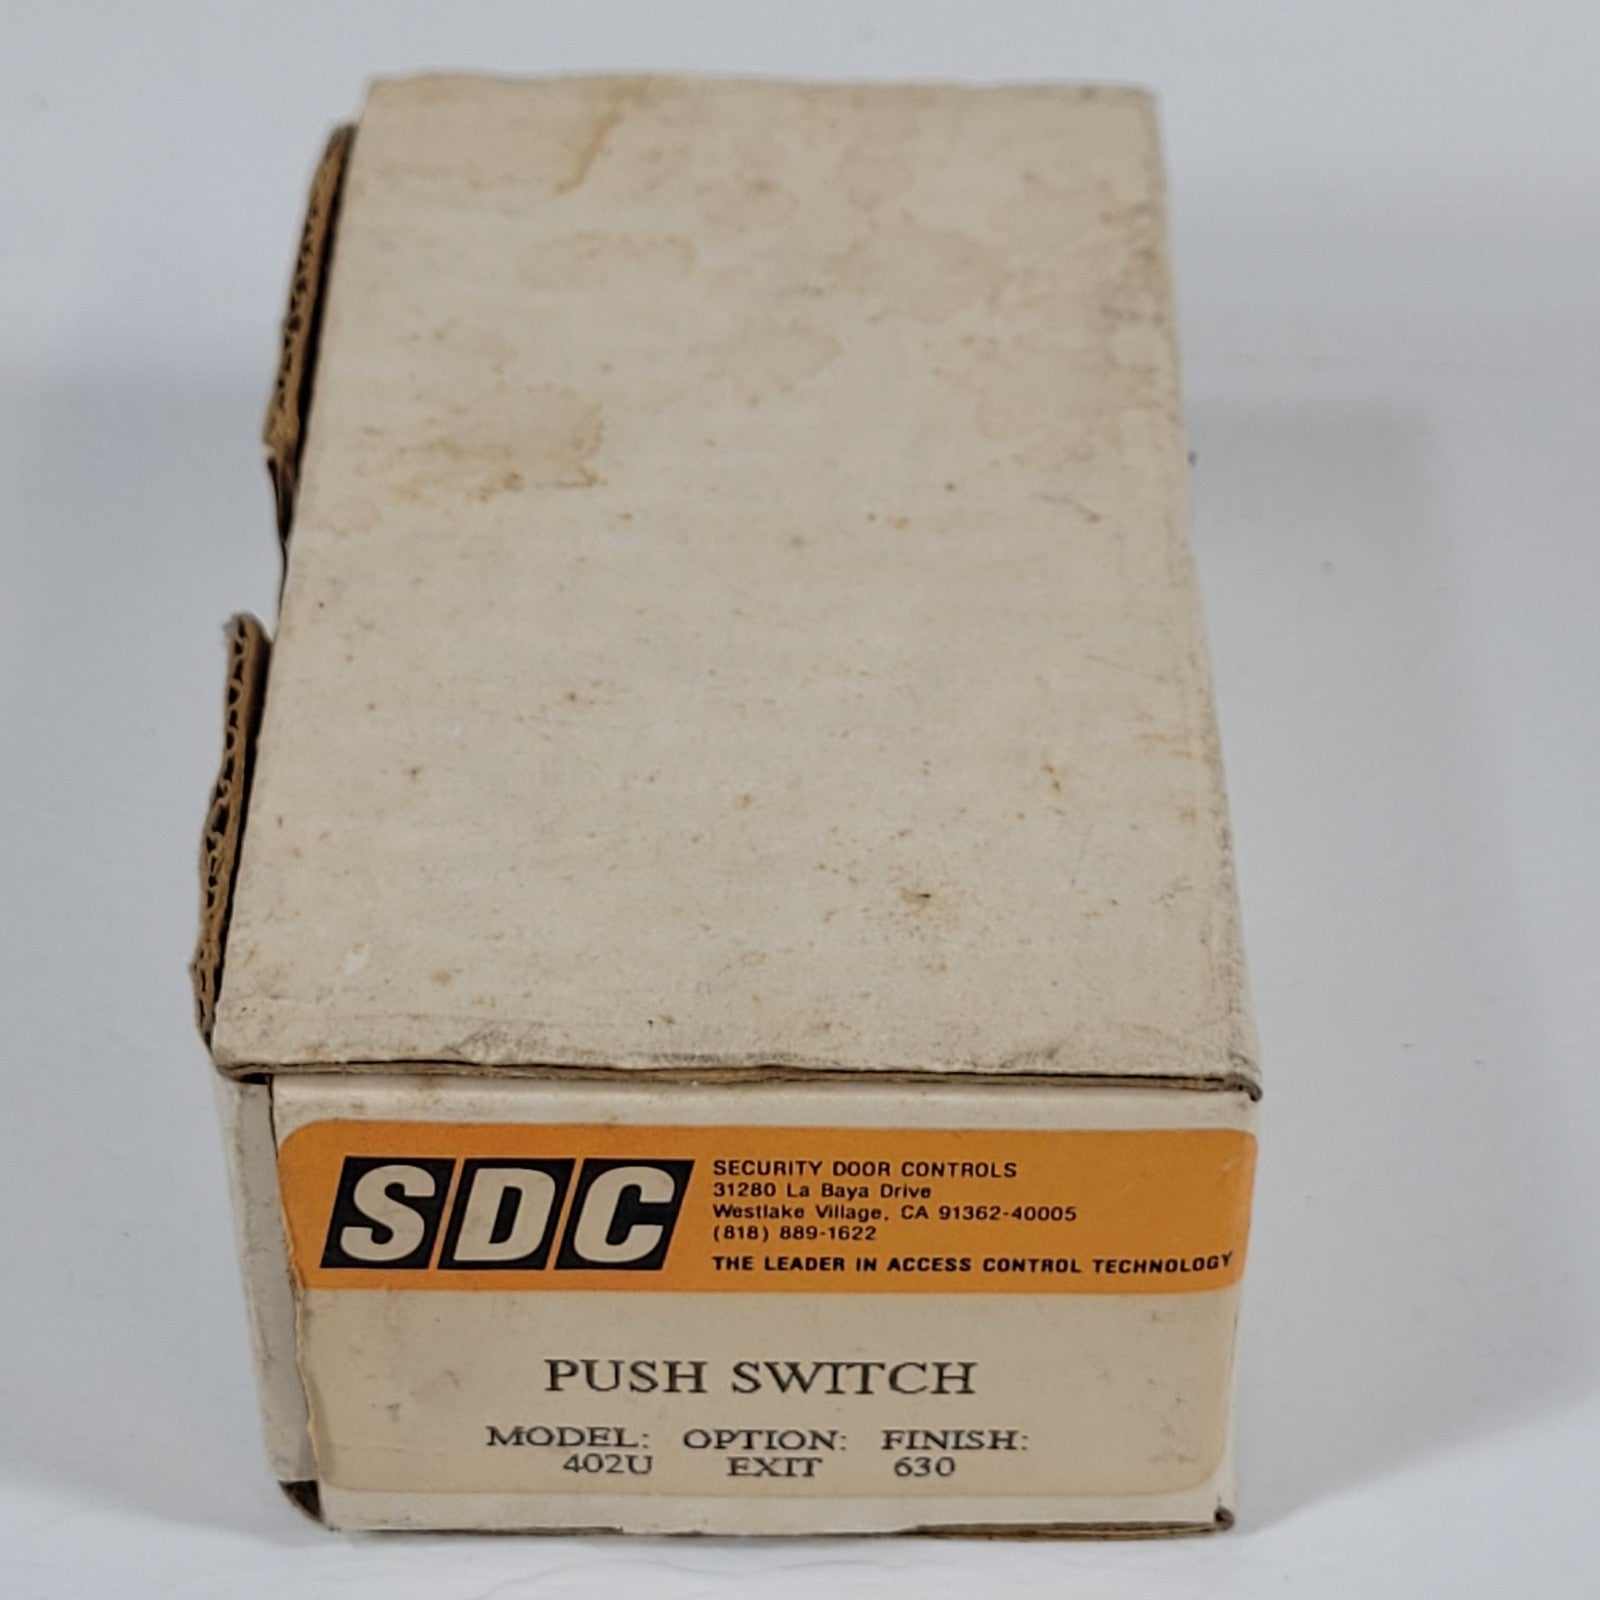 SDC
SECURITY DOOR CONTROLS
31280 La Baya Drive
Westlake Village, CA 91362-40005
(818) 889-1622
THE LEADER IN ACCESS CONTROL TECHNOLOGY
PUSH SWITCH
MODEL: OPTION: FINISH:
402U EXIT 630